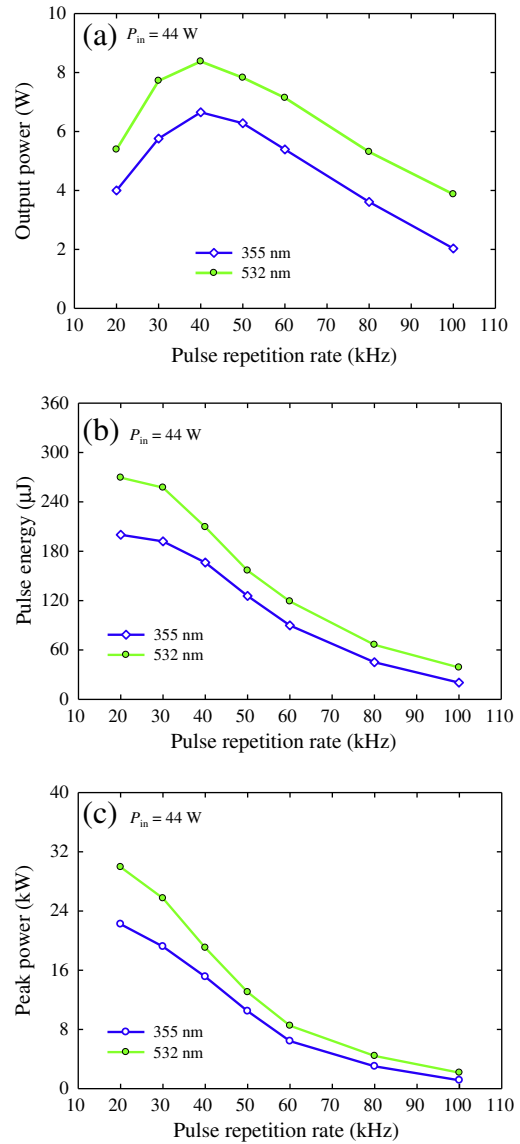 (a) P_in = 44 W
10
8
6
4
2
0
Output power (W)
355 nm
532 nm
10 20 30 40 50 60 70 80 90 100 110
Pulse repetition rate (kHz)
(b) P_in = 44 W
360
300
240
180
120
60
0
Pulse energy (μJ)
355 nm
532 nm
10 20 30 40 50 60 70 80 90 100 110
Pulse repetition rate (kHz)
(c) P_in = 44 W
40
32
24
16
8
0
Peak power (kW)
355 nm
532 nm
10 20 30 40 50 60 70 80 90 100 110
Pulse repetition rate (kHz)